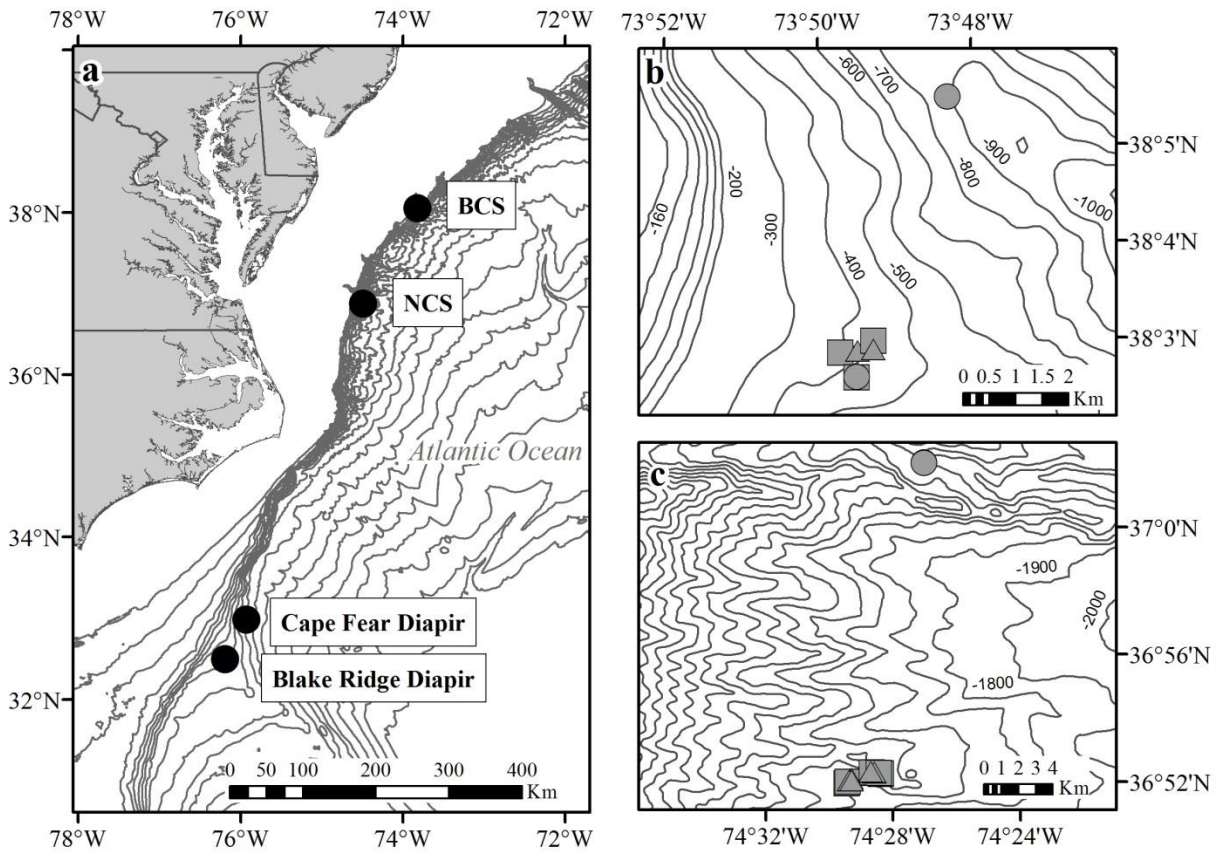 78°W 76°W 74°W 72°W
a
38°N
36°N
34°N
32°N
BCS
NCS
Atlantic Ocean
Cape Fear Diapir
Blake Ridge Diapir
0 50 100 200 300 400
Km
78°W 76°W 74°W 72°W
73°52'W 73°50'W 73°48'W
b
-160
-200
-300
-400
-500
-600
-700
-800
-900
-1000
38°5'N
38°4'N
38°3'N
0 0.5 1 1.5 2
Km
c
-1900
-2000
-1800
37°0'N
36°56'N
36°52'N
0 1 2 3 4
Km
74°32'W 74°28'W 74°24'W